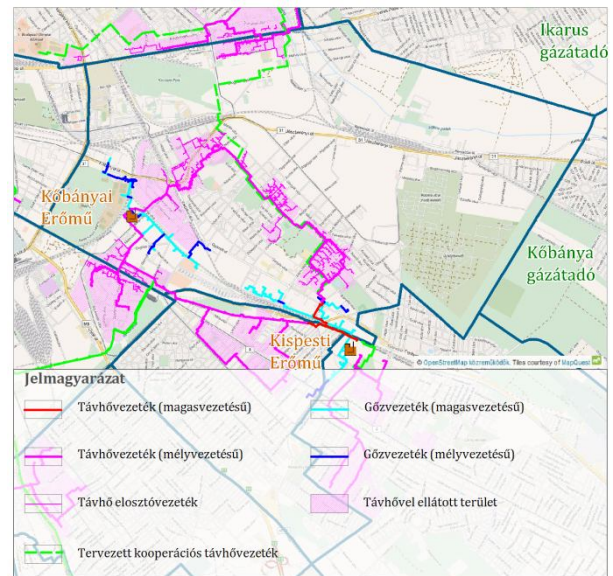 Ikarus
gázátadó
Kőbányai
Erőmű
Kőbánya
gázátadó
Kispesti
Erőmű
© OpenStreetMap közreműködők. Tiles courtesy of MapQuest
Jelmagyarázat
Távhővezeték (magasvezetésű)
Gőzvezeték (magasvezetésű)
Távhővezeték (mélyvezetésű)
Gőzvezeték (mélyvezetésű)
Távhő elosztóvezeték
Távhővel ellátott terület
Tervezett kooperációs távhővezeték